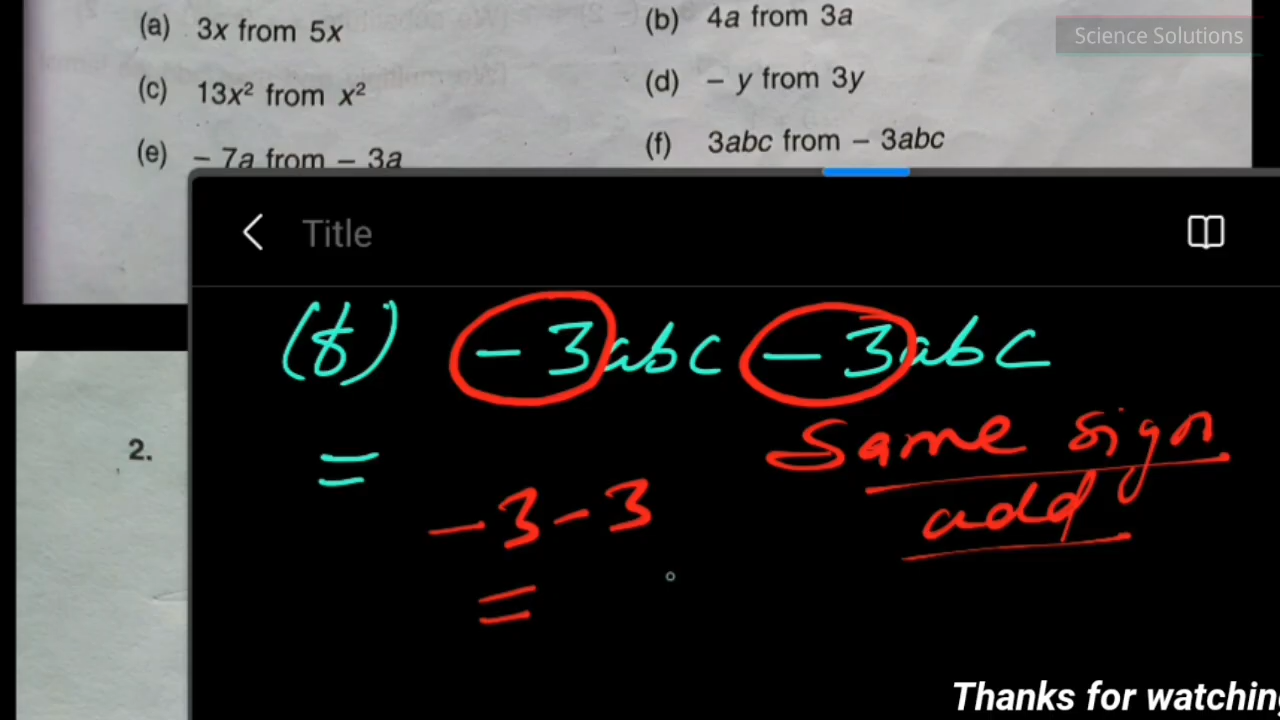 (a) 3x from 5x
(b) 4a from 3a
Science Solutions
(c) 13x² from x²
(d) – y from 3y
(e) – 7a from – 3a
(f) 3abc from – 3abc
Title
(f) -3abc -3abc
=
Same sign
add
2.
-3-3
=
Thanks for watching